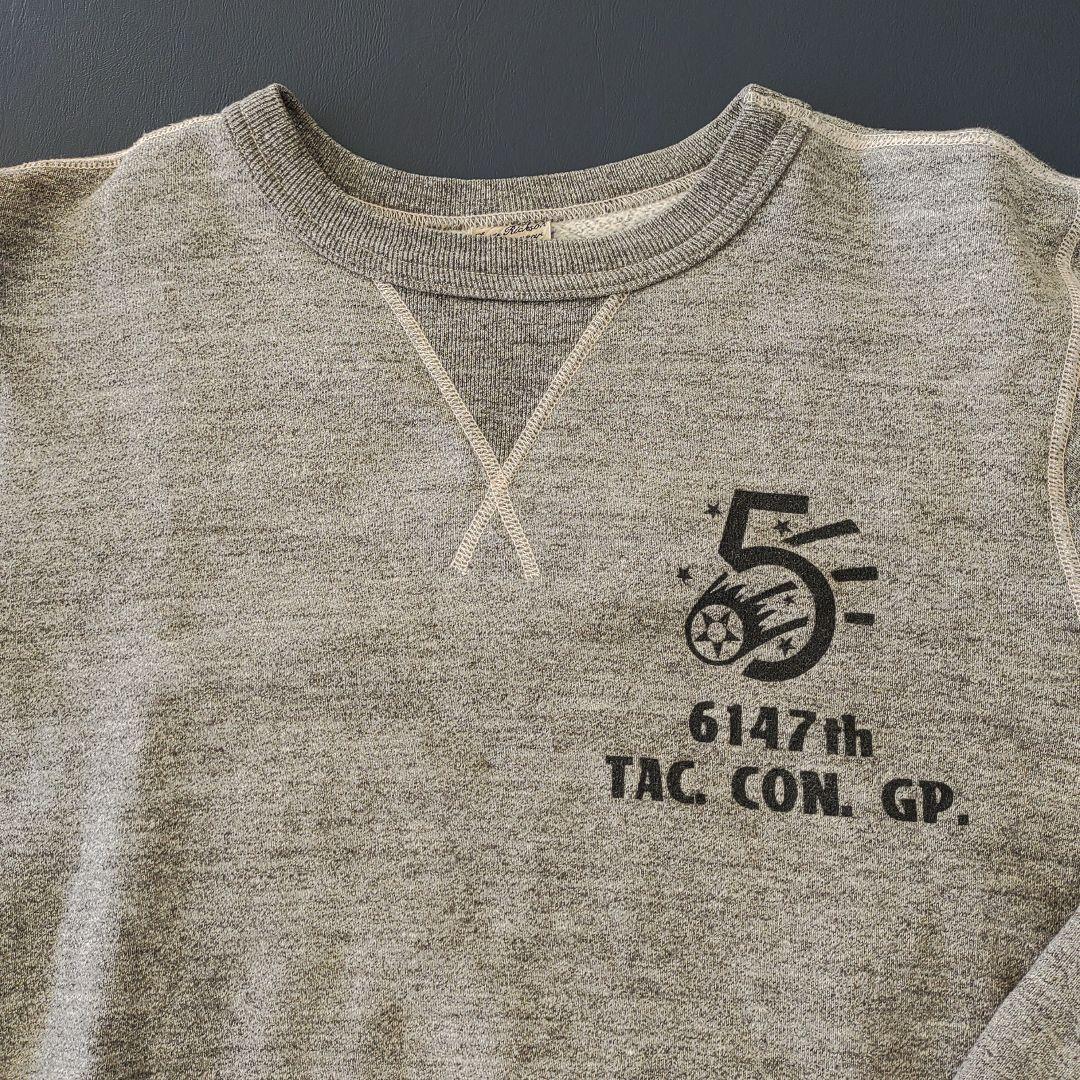 5
6147th
TAC. CON. GP.